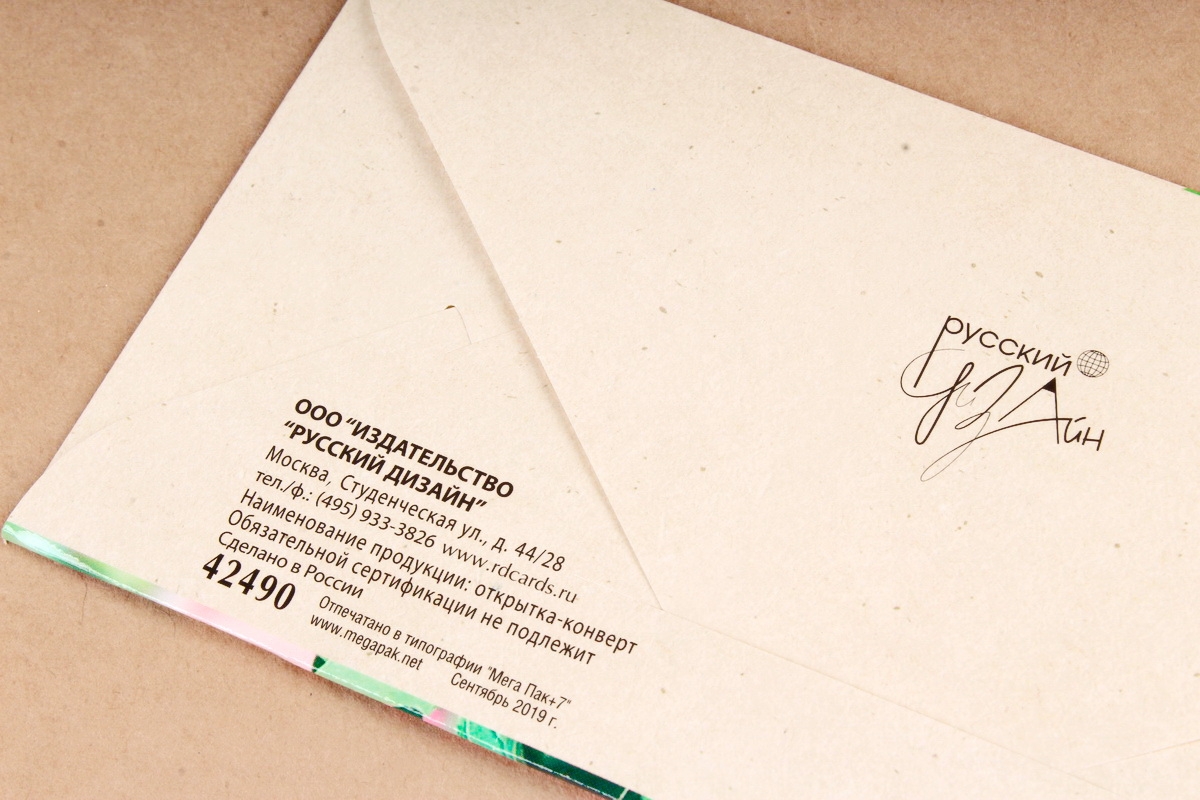 ООО “ИЗДАТЕЛЬСТВО
“РУССКИЙ ДИЗАЙН”
Москва, Студенческая ул., д. 44/28
тел./ф.: (495) 933-3826 www.rdcards.ru
Наименование продукции: открытка-конверт
Обязательной сертификации не подлежит
Сделано в России
42490
Отпечатано в типографии "Мега Пак+7"
www.megapak.net
Сентябрь 2019 г.
русский
дизАйн